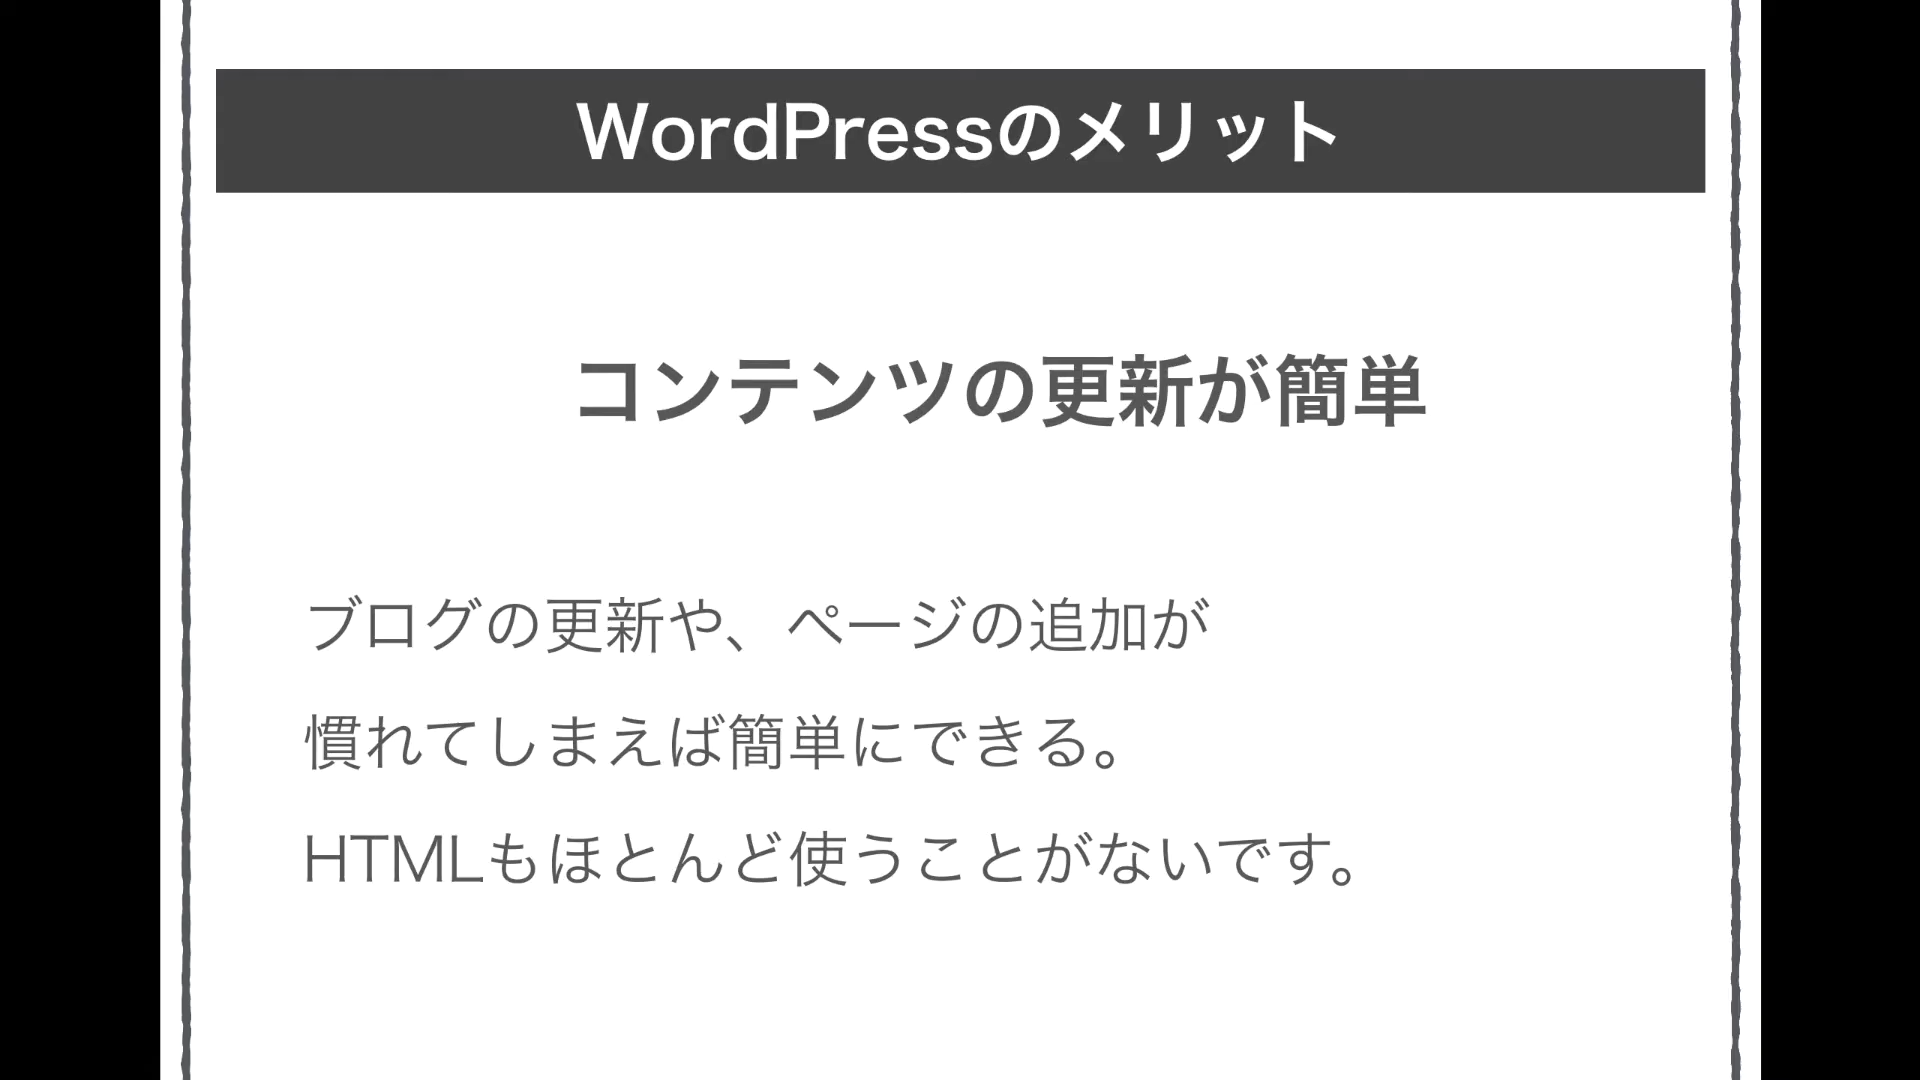 WordPressのメリット
コンテンツの更新が簡単
ブログの更新や、ページの追加が
慣れてしまえば簡単にできる。
HTMLもほとんど使うことがないです。